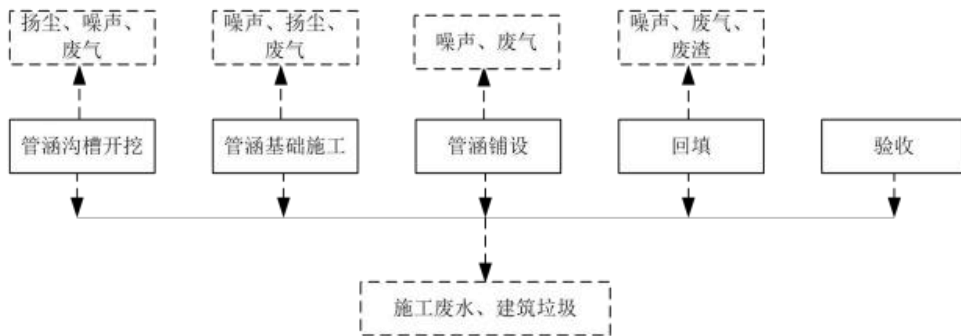 扬尘、噪声、
废气
噪声、扬尘、
废气
噪声、废气
噪声、废气、
废渣
管涵沟槽开挖
管涵基础施工
管涵铺设
回填
验收
施工废水、建筑垃圾